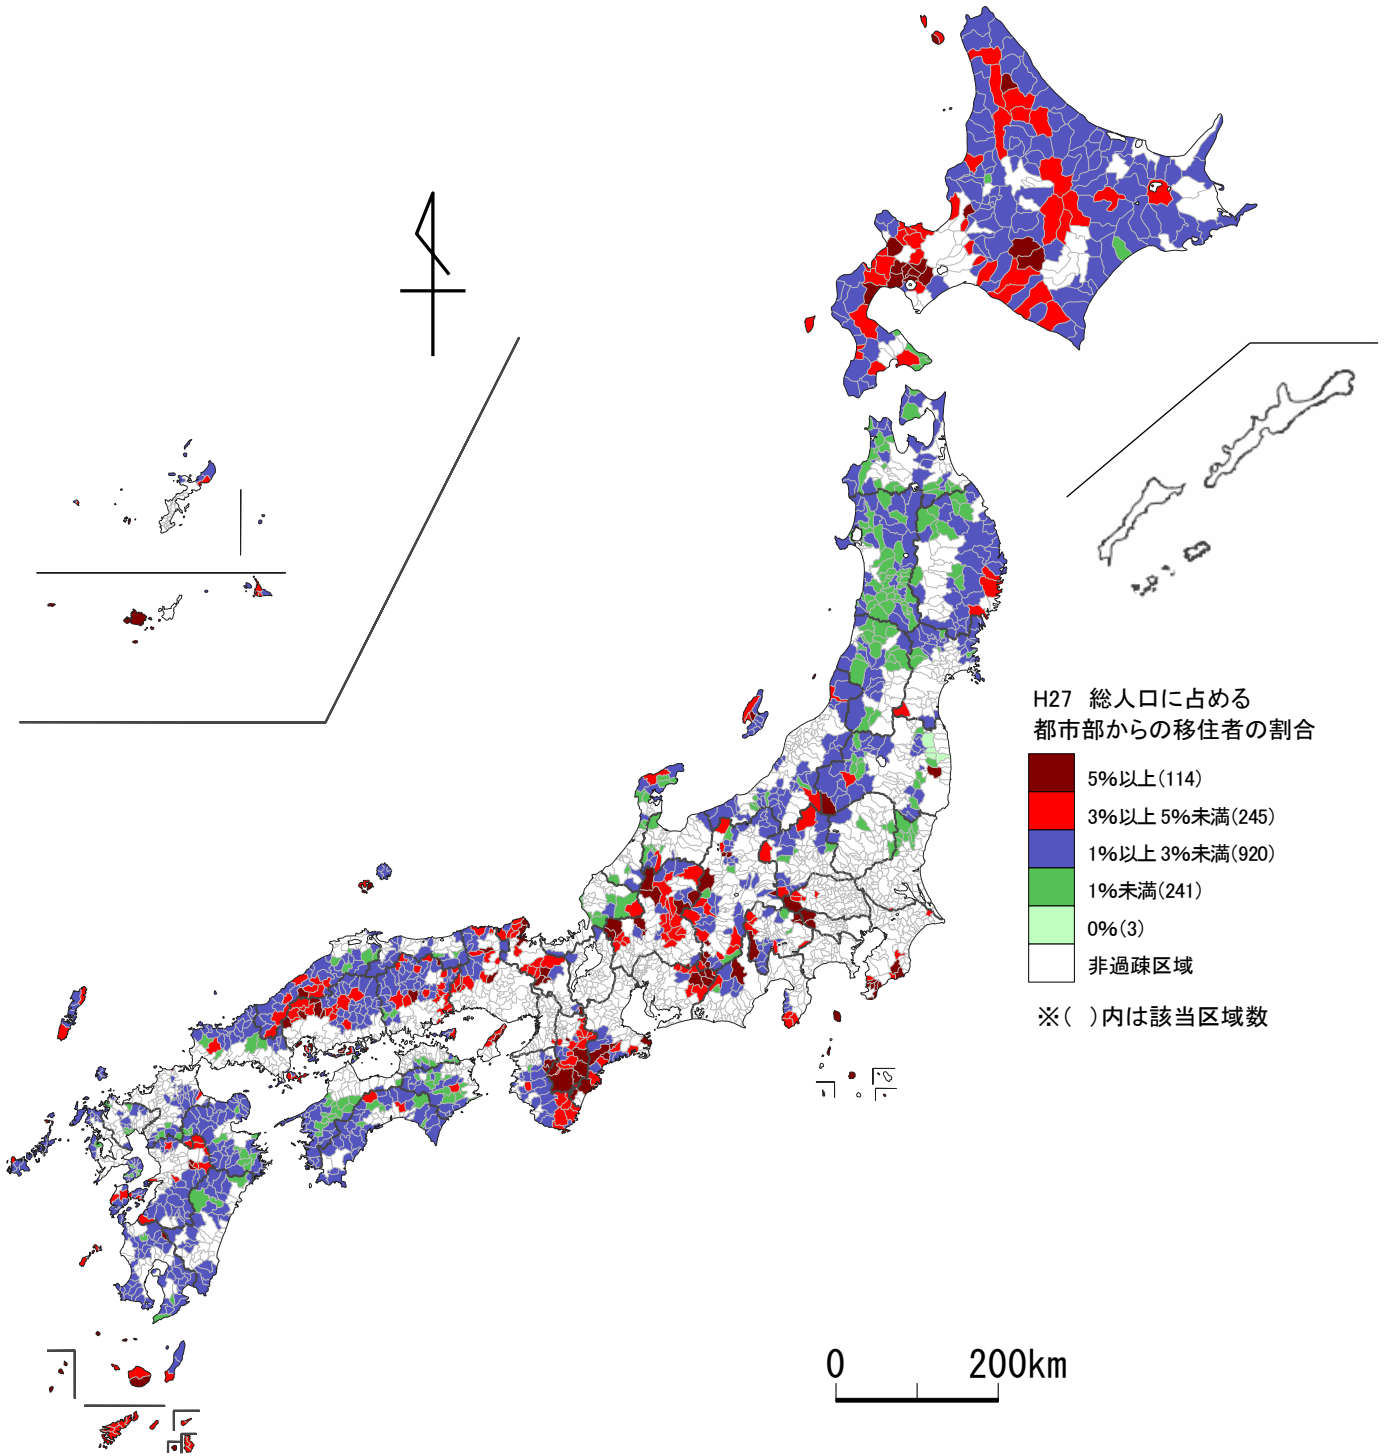 H27 総人口に占める
都市部からの移住者の割合
5%以上(114)
3%以上 5%未満(245)
1%以上 3%未満(920)
1%未満(241)
0%(3)
非過疎区域
※( )内は該当区域数
0 200km